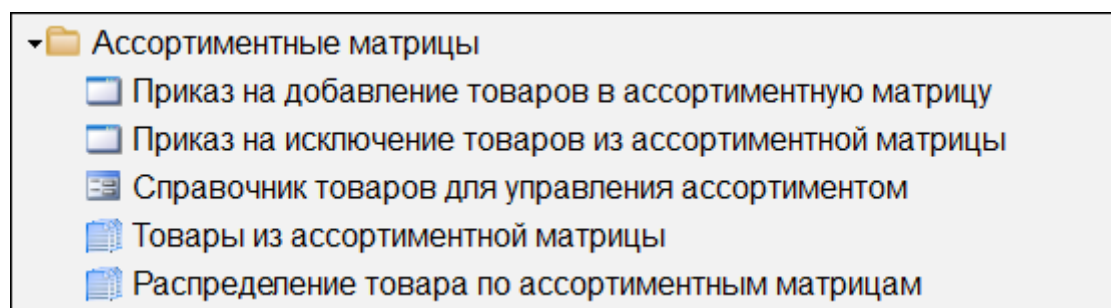 Ассортиментные матрицы
Приказ на добавление товаров в ассортиментную матрицу
Приказ на исключение товаров из ассортиментной матрицы
Справочник товаров для управления ассортиментом
Товары из ассортиментной матрицы
Распределение товара по ассортиментным матрицам